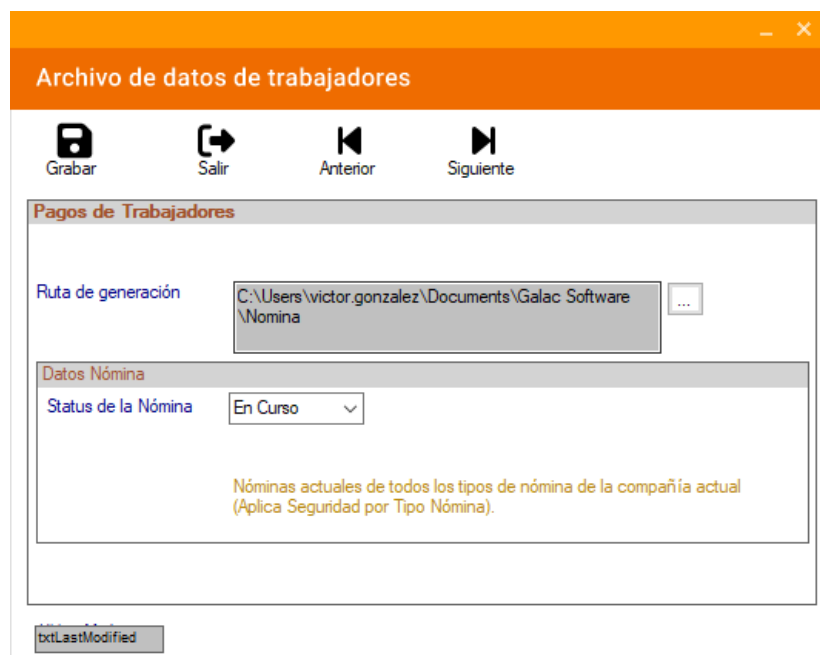 Archivo de datos de trabajadores
Grabar
Salir
Anterior
Siguiente
Pagos de Trabajadores
Ruta de generación
C:\Users\victor.gonzalez\Documents\Galac Software
\Nomina
...
Datos Nómina
Status de la Nómina
En Curso
Nóminas actuales de todos los tipos de nómina de la compañía actual
(Aplica Seguridad por Tipo Nómina).
txtLastModified